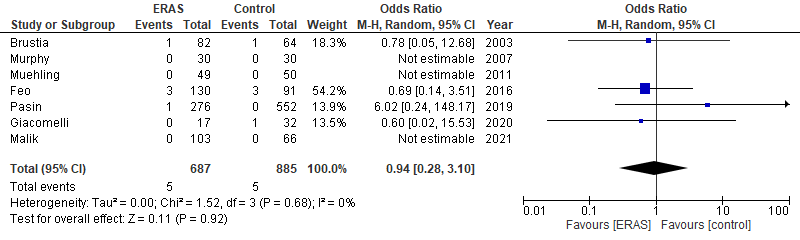 ERAS Control Odds Ratio Odds Ratio
Study or Subgroup Events Total Events Total Weight M-H, Random, 95% CI Year M-H, Random, 95% CI
Brustia 1 82 1 64 18.3% 0.78 [0.05, 12.68] 2003
Murphy 0 30 0 30 Not estimable 2007
Muehling 0 49 0 50 Not estimable 2011
Feo 3 130 3 91 54.2% 0.69 [0.14, 3.51] 2016
Pasin 1 276 0 552 13.9% 6.02 [0.24, 148.17] 2019
Giacomelli 0 17 1 32 13.5% 0.60 [0.02, 15.53] 2020
Malik 0 103 0 66 Not estimable 2021
Total (95% CI) 687 885 100.0% 0.94 [0.28, 3.10]
Total events 5 5
Heterogeneity: Tau² = 0.00; Chi² = 1.52, df = 3 (P = 0.68); I² = 0%
Test for overall effect: Z = 0.11 (P = 0.92)
0.01 0.1 1 10 100
Favours [ERAS] Favours [control]